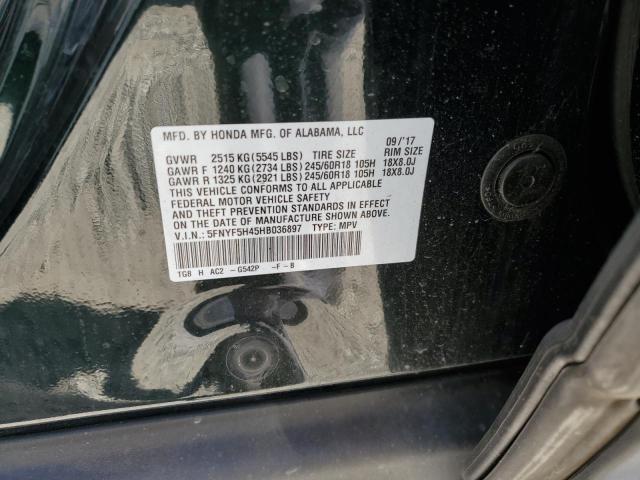 MFD. BY HONDA MFG. OF ALABAMA, LLC 09/'17
GVWR 2515 KG(5545 LBS) TIRE SIZE RIM SIZE
GAWR F 1240 KG(2734 LBS) 245/60R18 105H 18X8.0J
GAWR R 1325 KG(2921 LBS) 245/60R18 105H 18X8.0J
THIS VEHICLE CONFORMS TO ALL APPLICABLE
FEDERAL MOTOR VEHICLE SAFETY
AND THEFT PREVENTION STANDARDS IN EFFECT
ON THE DATE OF MANUFACTURE SHOWN ABOVE.
V.I.N.: 5FNYF5H45HB036897 TYPE: MPV
1GB H AC2 -G542P -F-B